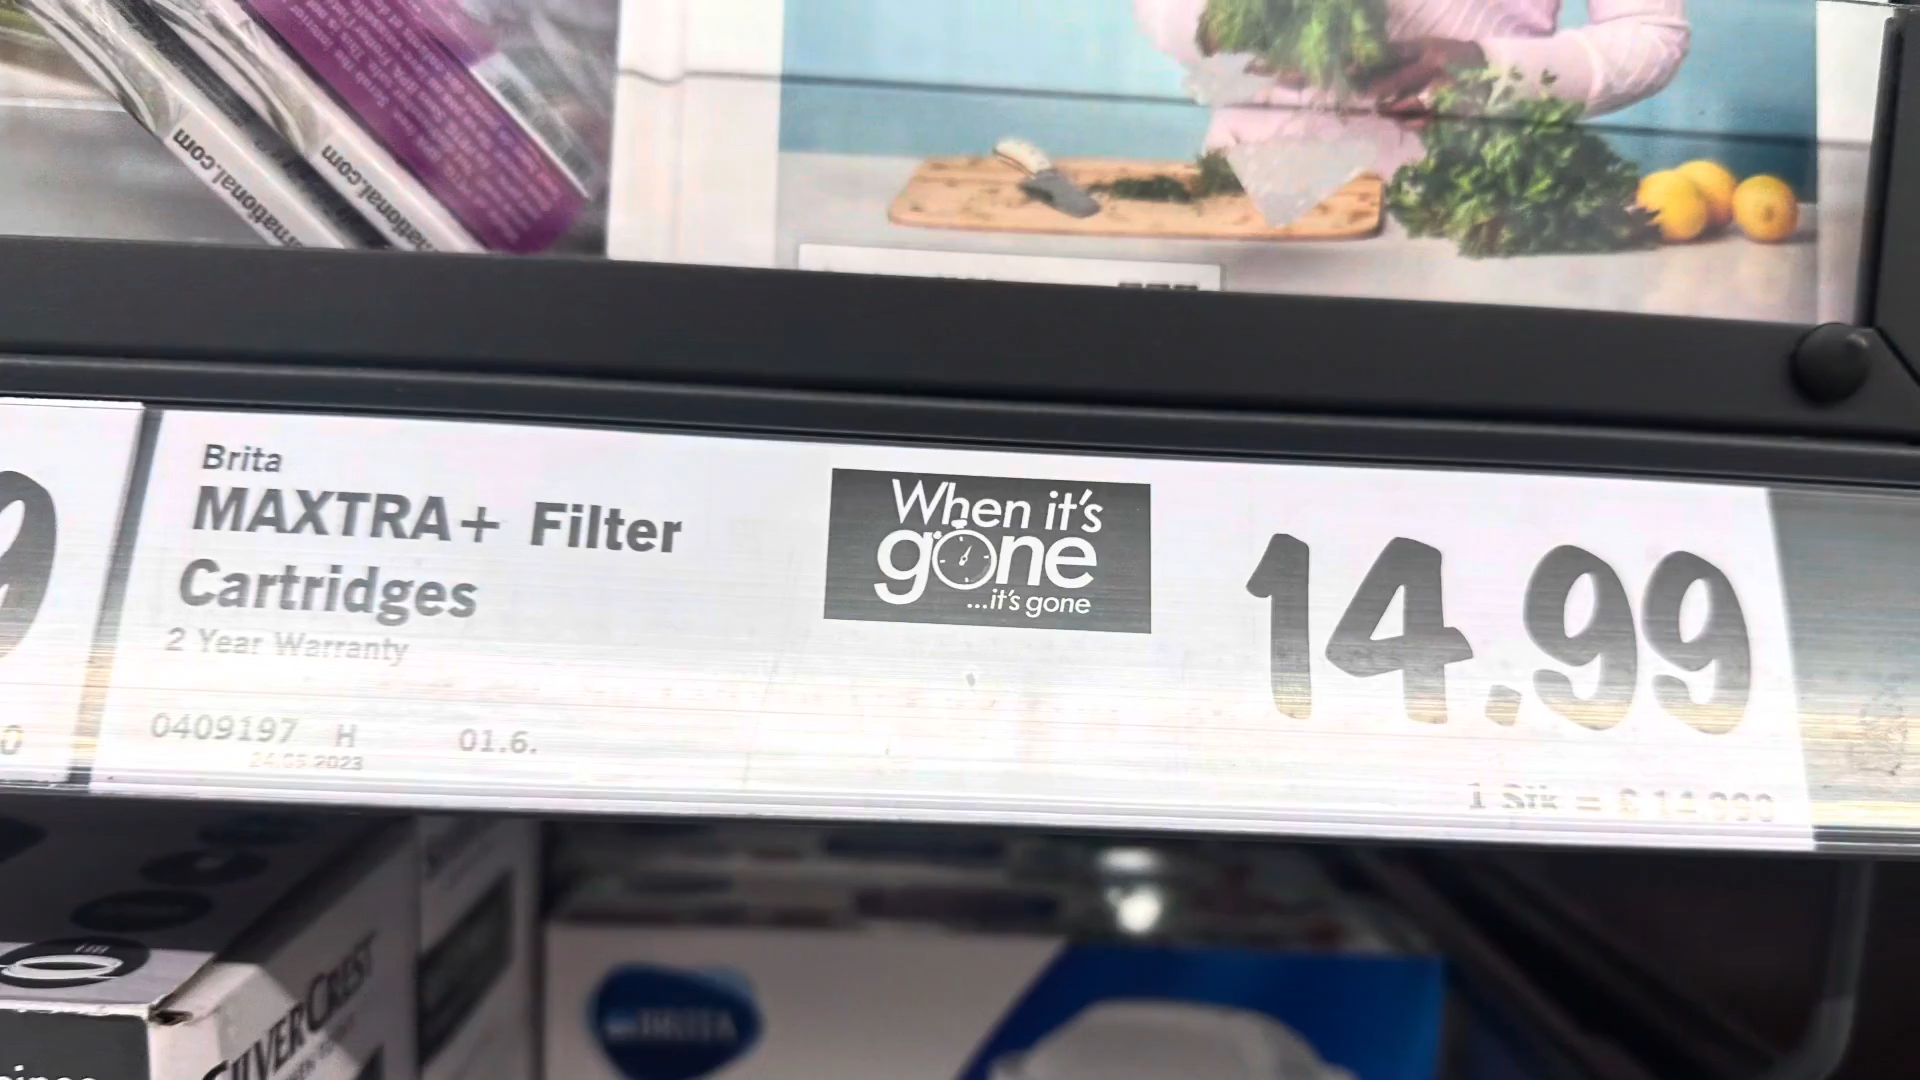 rnational.com
national.com
Brita
MAXTRA+ Filter
Cartridges
2 Year Warranty
When it's
gone
...it's gone
14.99
0409197 H 01.6.
24.05.2023
1 Stk = £ 14.990
BRITA
SILVERCREST